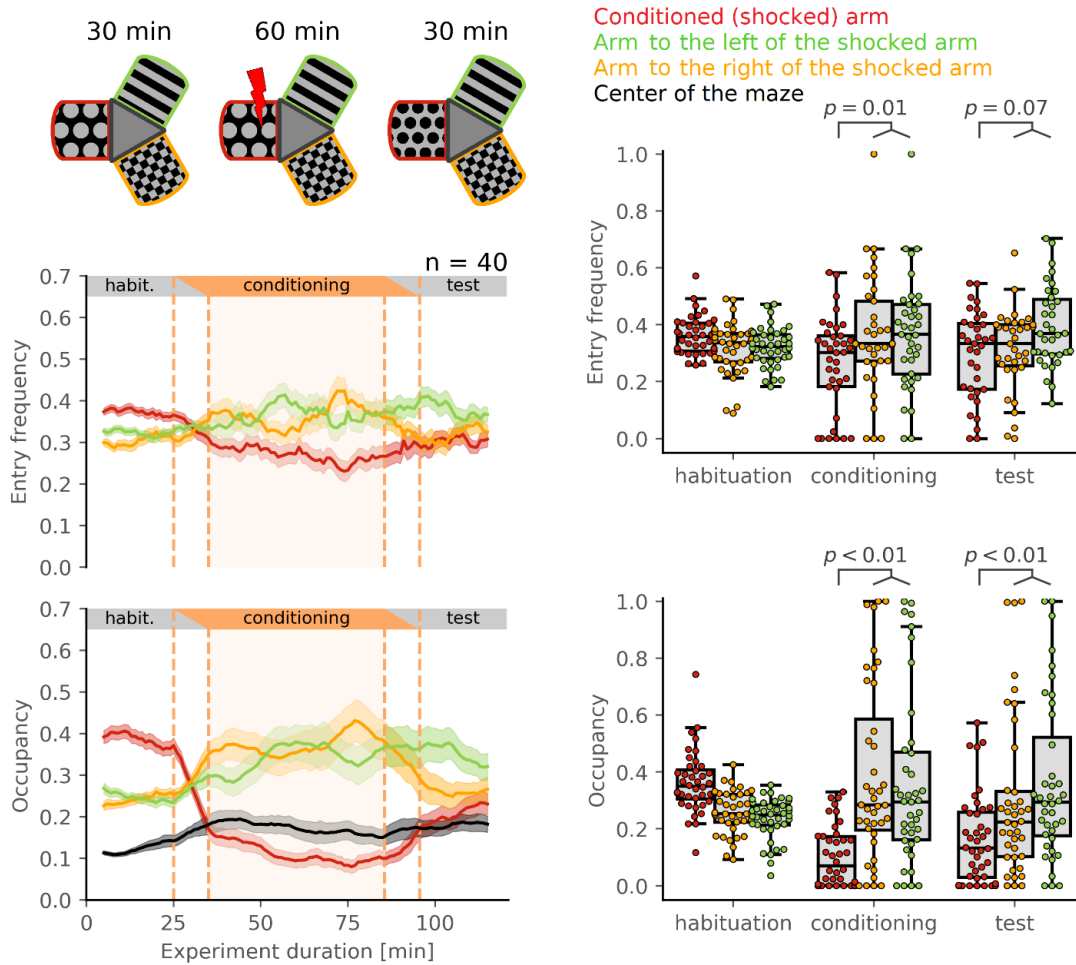 30 min
60 min
30 min
Conditioned (shocked) arm
Arm to the left of the shocked arm
Arm to the right of the shocked arm
Center of the maze
n = 40
0.7
0.6
0.5
0.4
0.3
0.2
0.1
0.0
Entry frequency
habit.
conditioning
test
0.7
0.6
0.5
0.4
0.3
0.2
0.1
0.0
Occupancy
habit.
conditioning
test
0
25
50
75
100
Experiment duration [min]
p = 0.01
p = 0.07
1.0
0.8
0.6
0.4
0.2
0.0
Entry frequency
habituation
conditioning
test
p < 0.01
p < 0.01
1.0
0.8
0.6
0.4
0.2
0.0
Occupancy
habituation
conditioning
test